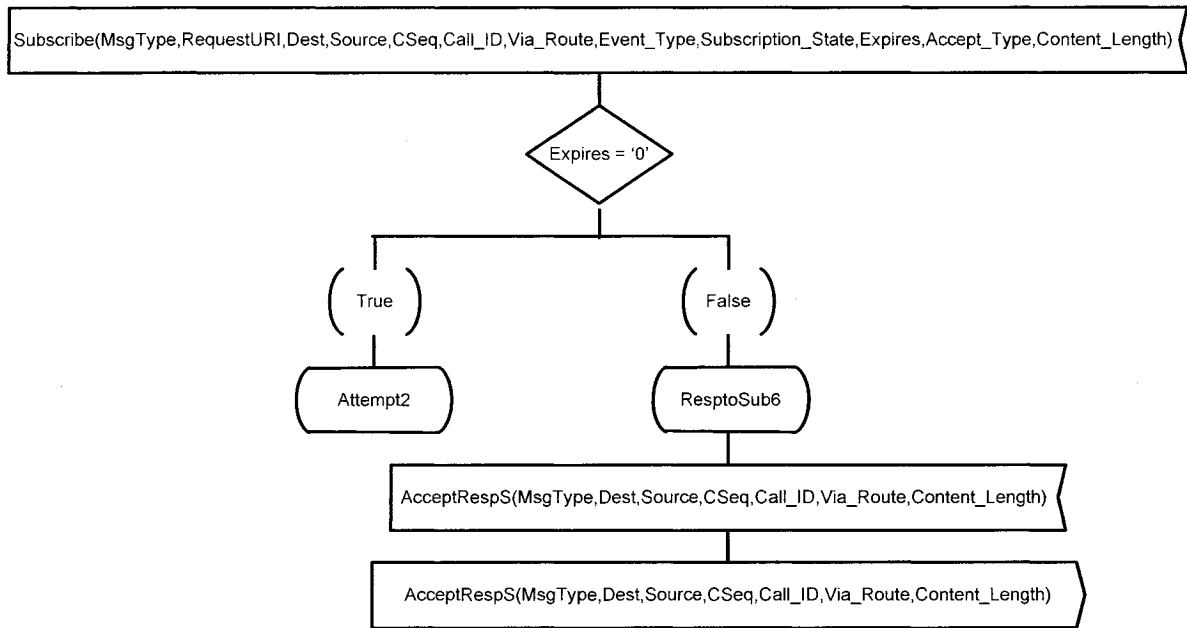 Subscribe(MsgType,RequestURI,Dest,Source,CSeq,Call_ID,Via_Route,Event_Type,Subscription_State,Expires,Accept_Type,Content_Length)
Expires = ‘0’
True
False
Attempt2
ResptoSub6
AcceptRespS(MsgType,Dest,Source,CSeq,Call_ID,Via_Route,Content_Length)
AcceptRespS(MsgType,Dest,Source,CSeq,Call_ID,Via_Route,Content_Length)